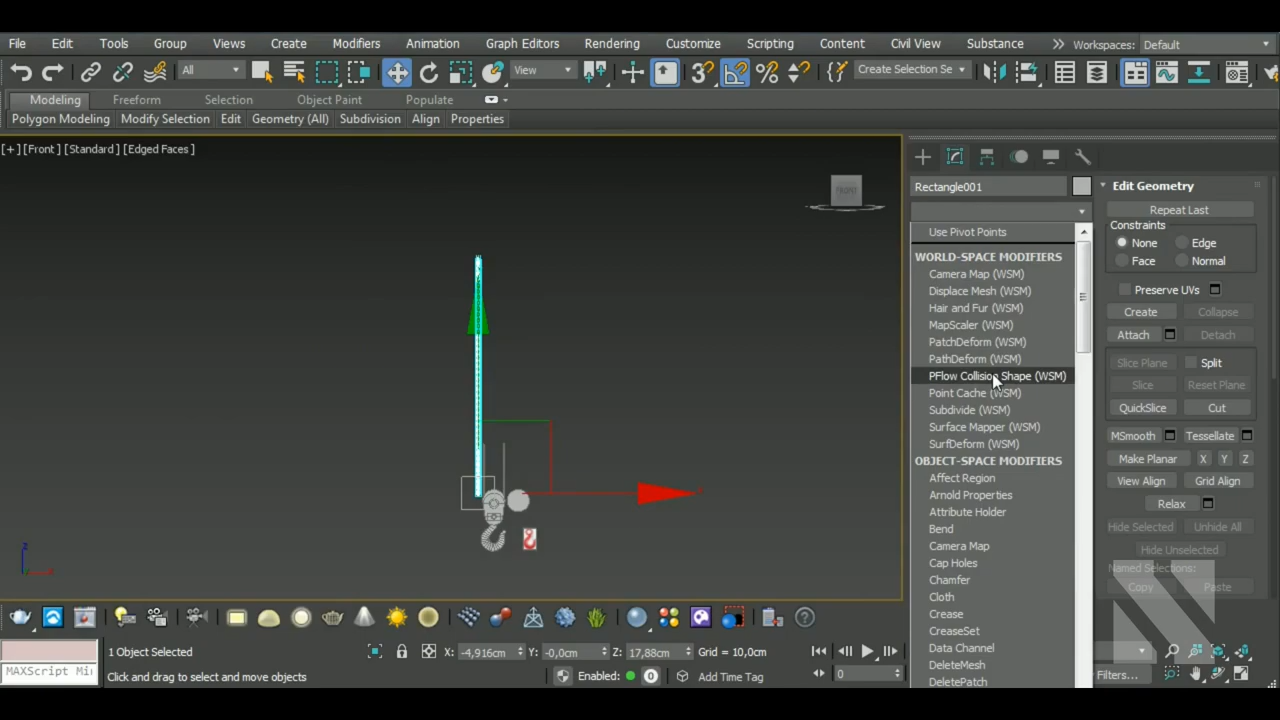 File Edit Tools Group Views Create Modifiers Animation Graph Editors Rendering Customize Scripting Content Civil View Substance Workspaces: Default
All View Create Selection Se
Modeling Freeform Selection Object Paint Populate
Polygon Modeling Modify Selection Edit Geometry (All) Subdivision Align Properties
[+] [Front ] [Standard ] [Edged Faces ]
Rectangle001
Use Pivot Points
WORLD-SPACE MODIFIERS
Camera Map (WSM)
Displace Mesh (WSM)
Hair and Fur (WSM)
MapScaler (WSM)
PatchDeform (WSM)
PathDeform (WSM)
PFlow Collision Shape (WSM)
Point Cache (WSM)
Subdivide (WSM)
Surface Mapper (WSM)
SurfDeform (WSM)
OBJECT-SPACE MODIFIERS
Affect Region
Arnold Properties
Attribute Holder
Bend
Camera Map
Cap Holes
Chamfer
Cloth
Crease
CreaseSet
Data Channel
DeleteMesh
DeletePatch
Edit Geometry
Repeat Last
Constraints
None Edge
Face Normal
Preserve UVs
Create Collapse
Attach Detach
Slice Plane Split
Slice Reset Plane
QuickSlice Cut
MSmooth Tessellate
Make Planar X Y Z
View Align Grid Align
Relax
Hide Selected Unhide All
Hide Unselected
Named Selections:
Copy Paste
1 Object Selected X: -4,916cm Y: -0,0cm Z: 17,88cm Grid = 10,0cm
MAXScript Mi Click and drag to select and move objects Enabled: 0 Add Time Tag 0 Filters...